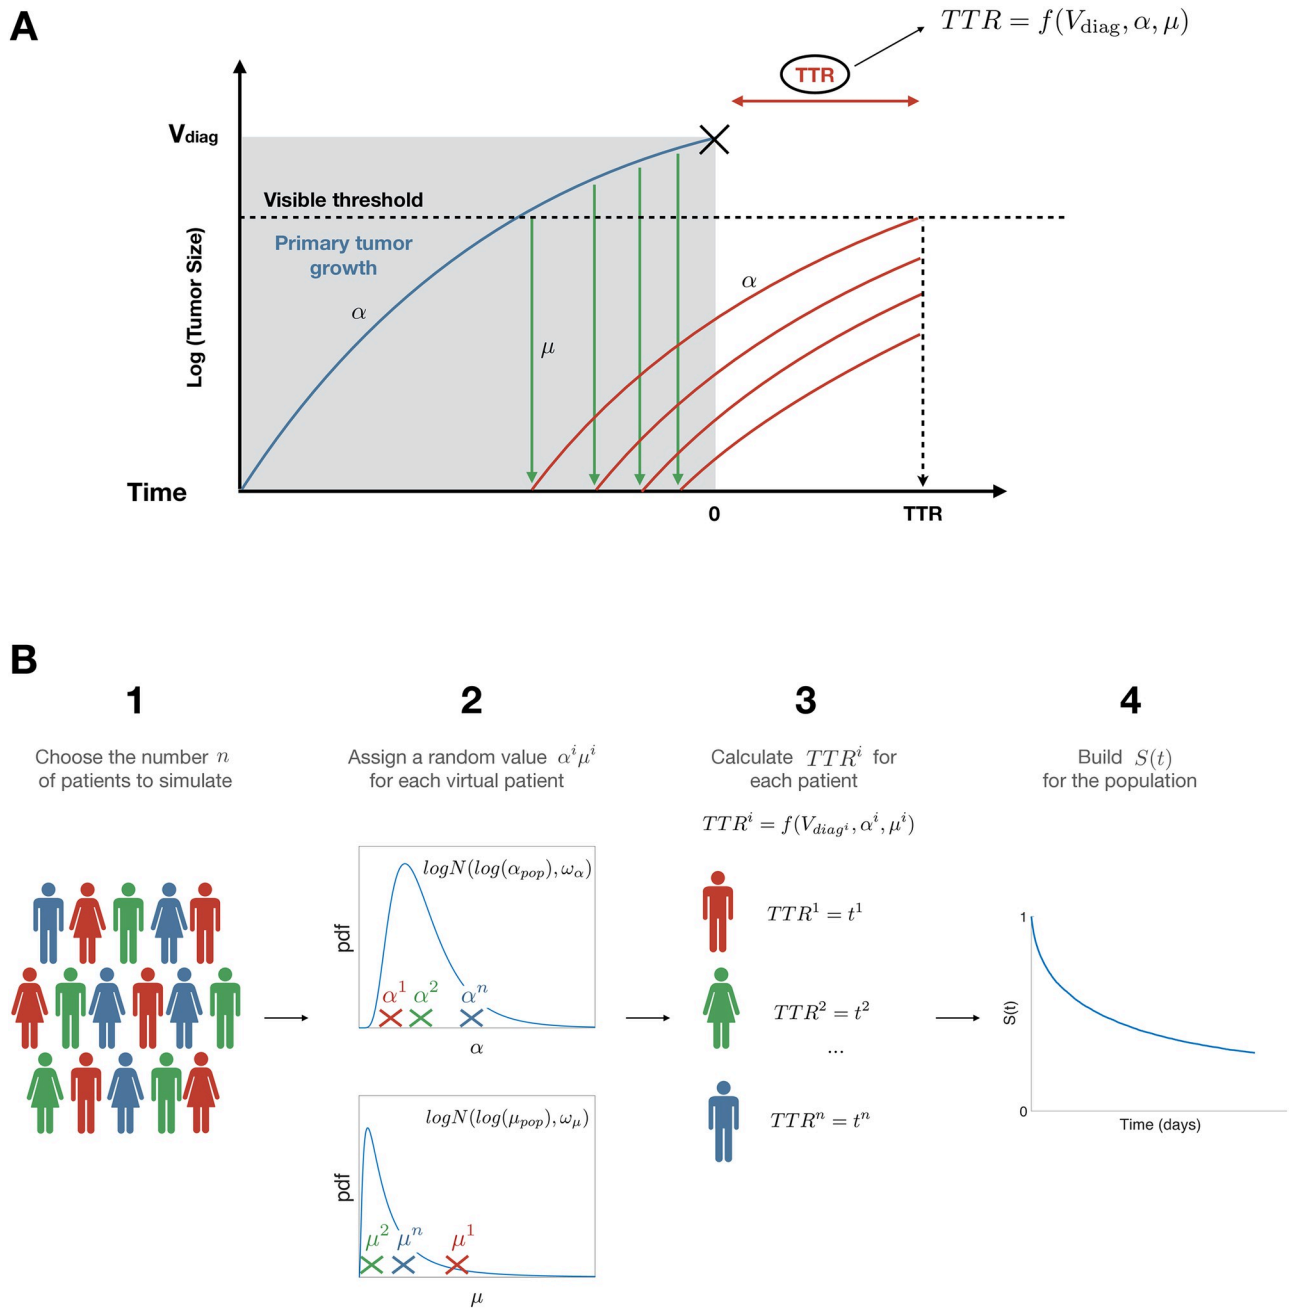 A
TTR = f(V_diag, α, μ)
TTR
V_diag
Visible threshold
Primary tumor
growth
α
α
μ
Log (Tumor Size)
Time
0
TTR
B
1
Choose the number n
of patients to simulate
2
Assign a random value α^i μ^i
for each virtual patient
logN(log(α_pop), ω_α)
pdf
α^1 α^2 α^n
α
logN(log(μ_pop), ω_μ)
pdf
μ^2 μ^n μ^1
μ
3
Calculate TTR^i for
each patient
TTR^i = f(V_diag^i, α^i, μ^i)
TTR^1 = t^1
TTR^2 = t^2
...
TTR^n = t^n
4
Build S(t)
for the population
1
S(t)
0
Time (days)